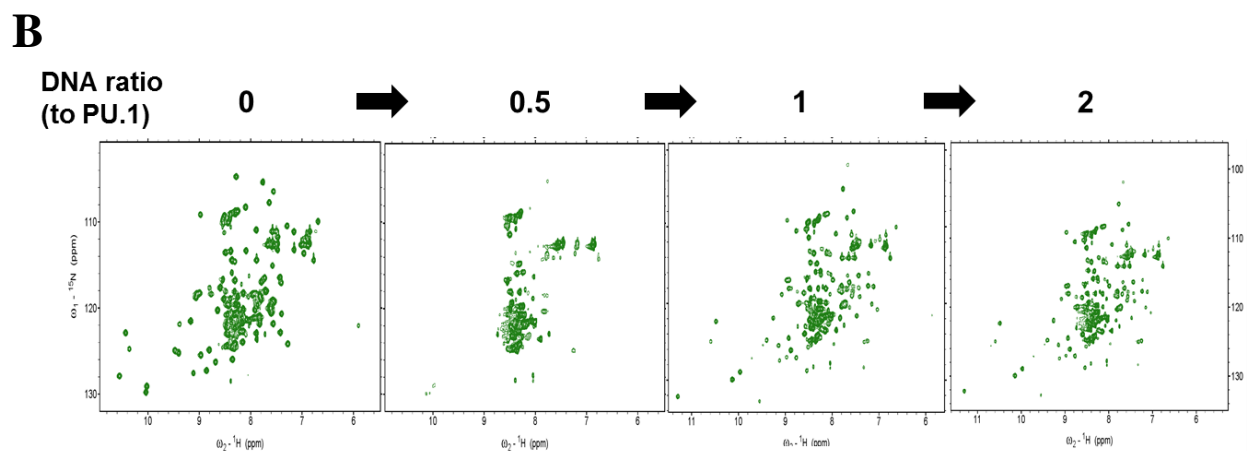 B
DNA ratio
(to PU.1)
0
0.5
1
2
ω₁ - ¹⁵N (ppm)
110
120
130
100
110
120
130
10 9 8 7 6
10 9 8 7 6
11 10 9 8 7 6
11 10 9 8 7 6
ω₂ - ¹H (ppm)
ω₂ - ¹H (ppm)
- ¹H (ppm)
ω₂ - ¹H (ppm)